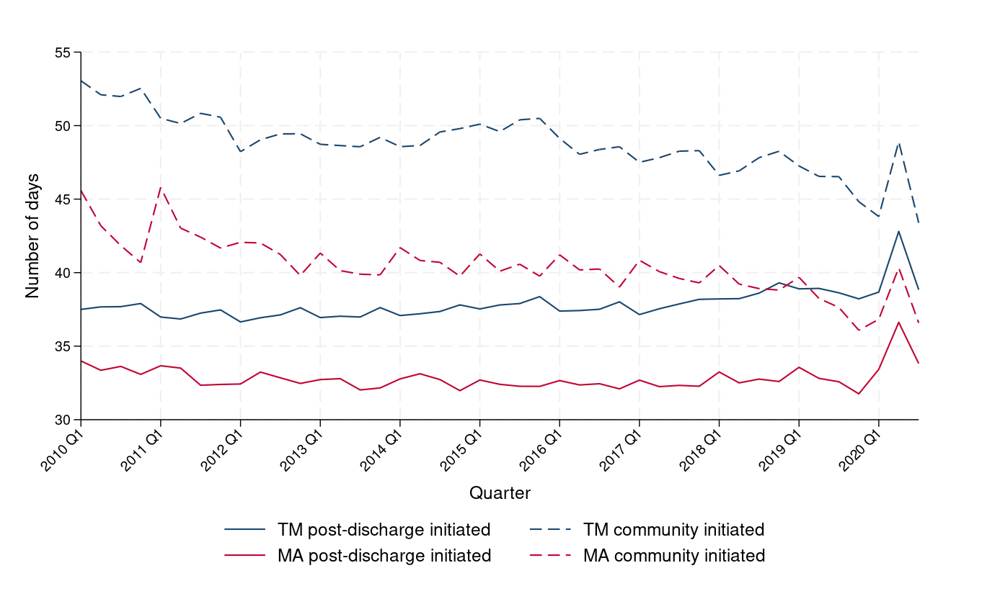 55
50
45
40
35
30
Number of days
2010 Q1
2011 Q1
2012 Q1
2013 Q1
2014 Q1
2015 Q1
2016 Q1
2017 Q1
2018 Q1
2019 Q1
2020 Q1
Quarter
TM post-discharge initiated
TM community initiated
MA post-discharge initiated
MA community initiated